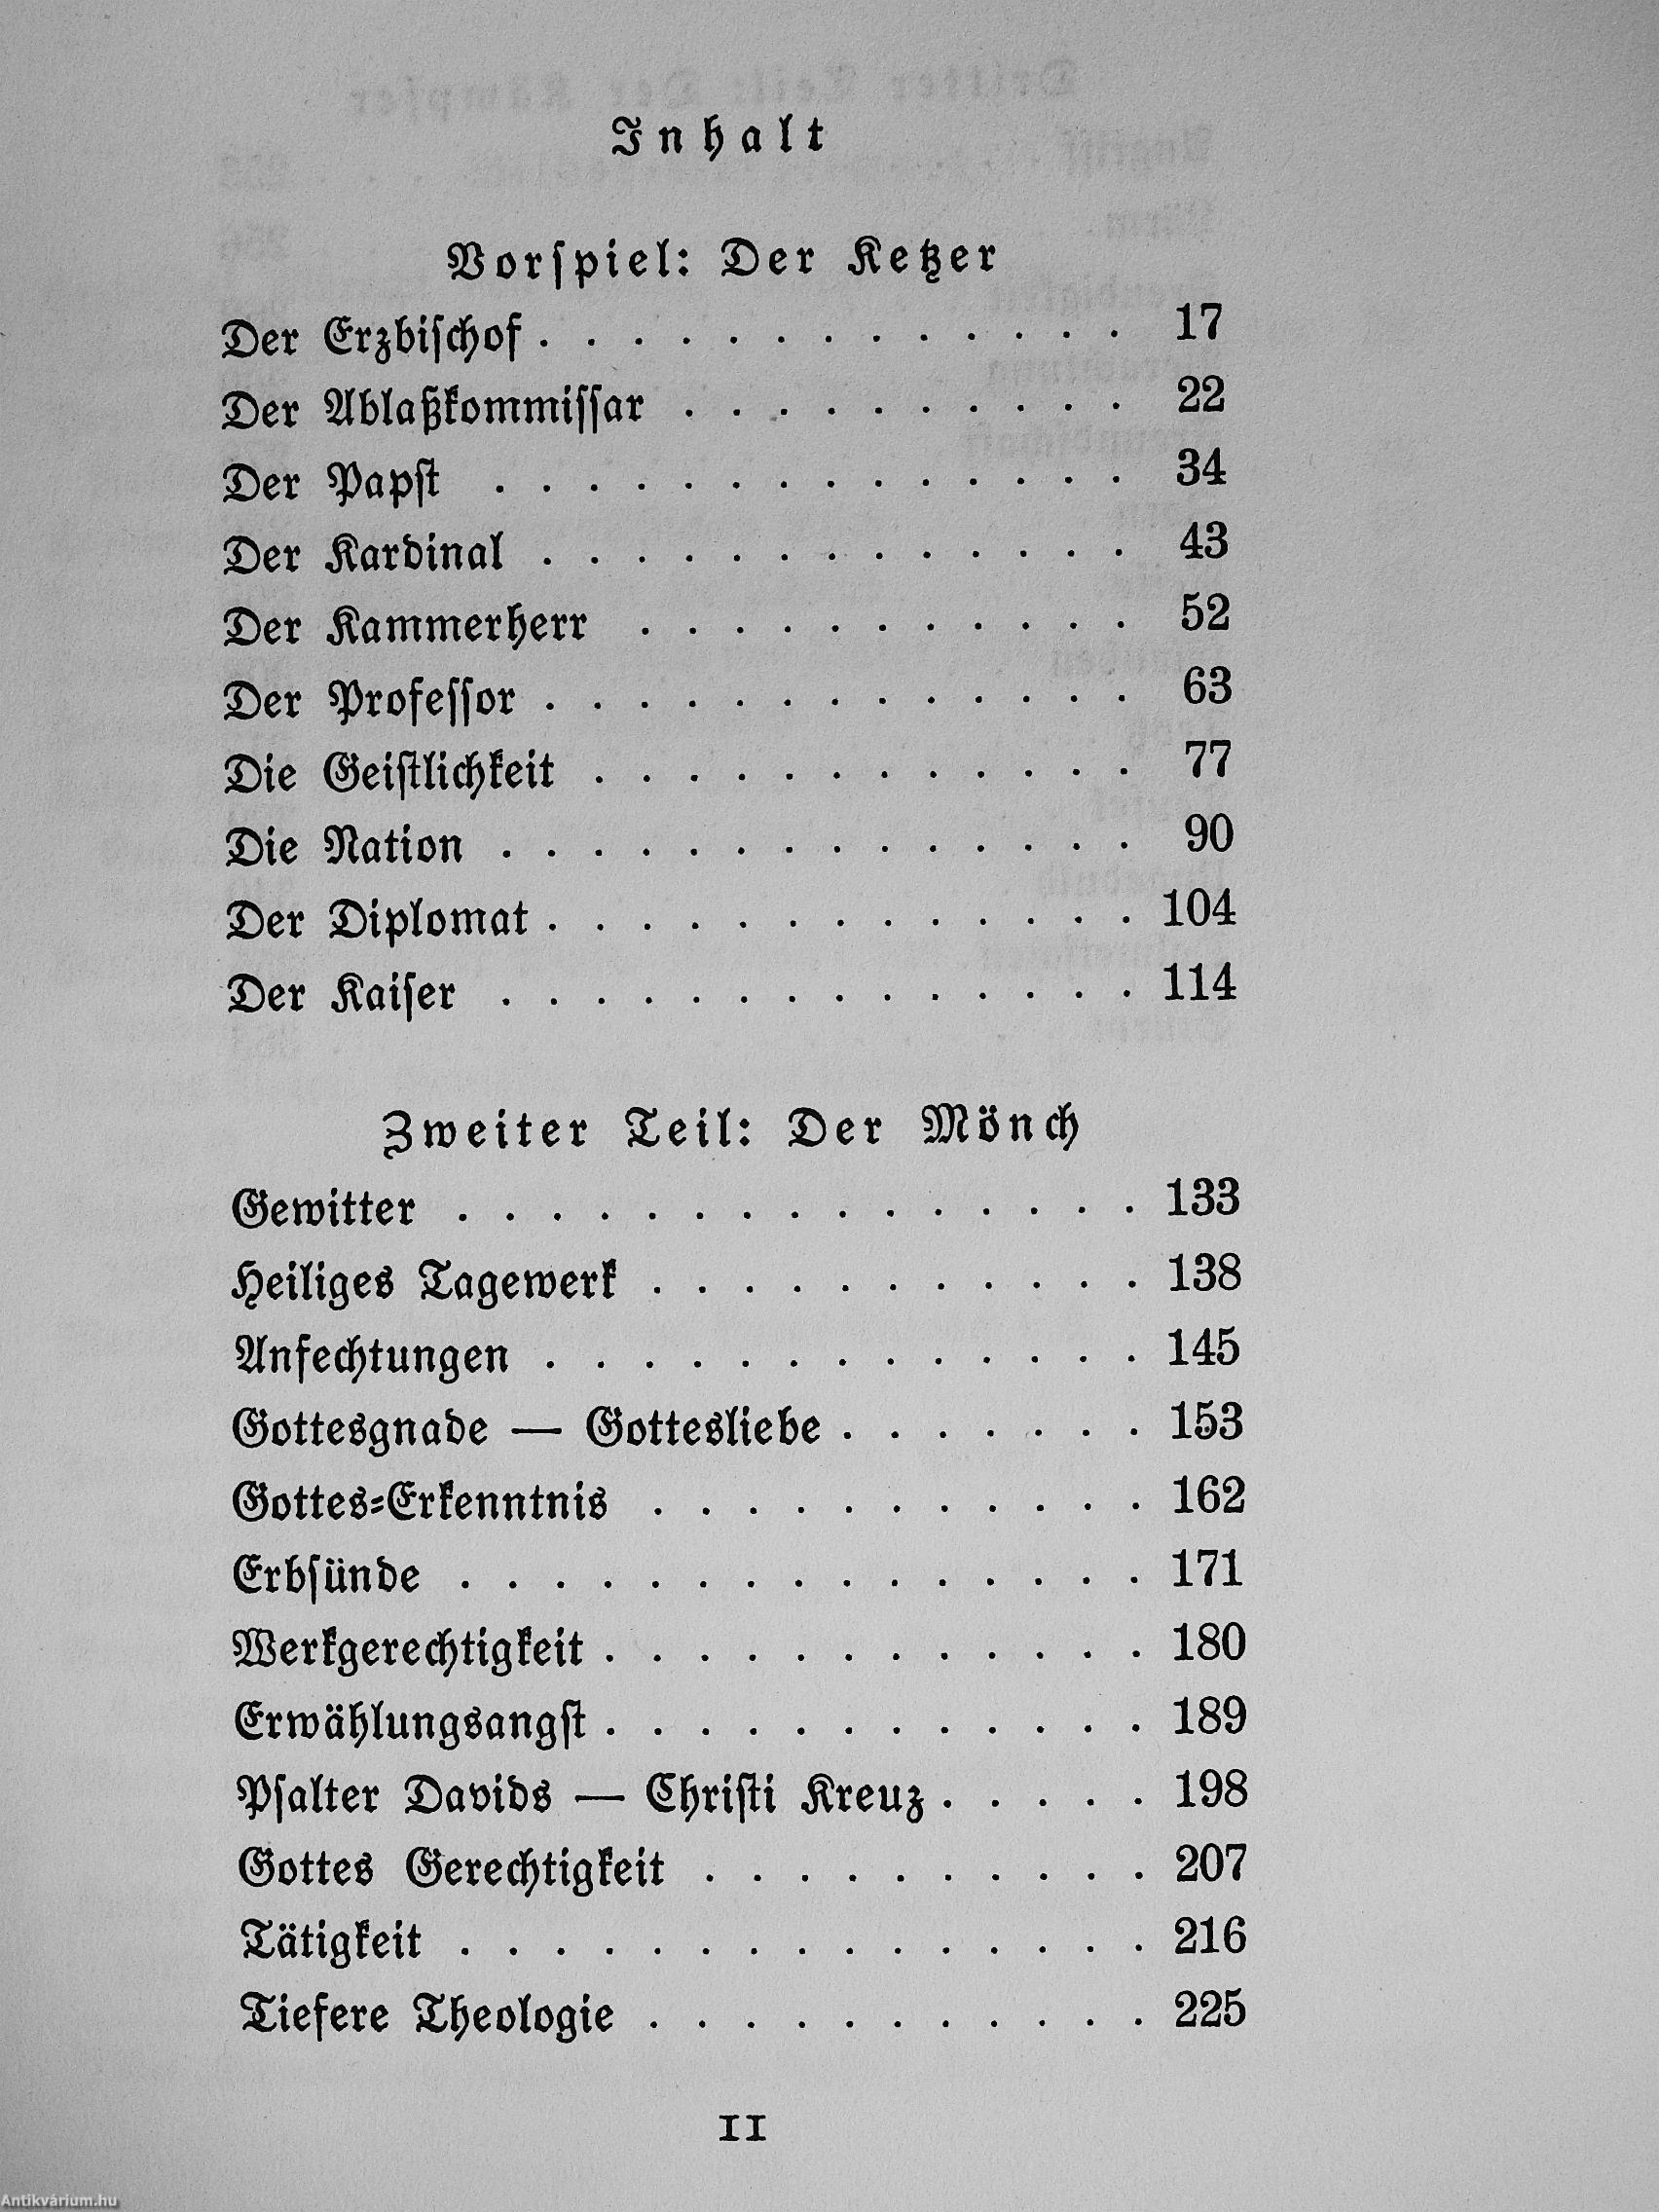 Inhalt
Vorſpiel: Der Ketzer
Der Erzbiſchof . . . . . . . . . . . . . 17
Der Ablaßkommiſſar . . . . . . . . . . 22
Der Papſt . . . . . . . . . . . . . . 34
Der Kardinal . . . . . . . . . . . . . 43
Der Kammerherr . . . . . . . . . . . 52
Der Profeſſor . . . . . . . . . . . . . 63
Die Geiſtlichkeit . . . . . . . . . . . . 77
Die Nation . . . . . . . . . . . . . . 90
Der Diplomat . . . . . . . . . . . . . 104
Der Kaiſer . . . . . . . . . . . . . . 114
Zweiter Teil: Der Mönch
Gewitter . . . . . . . . . . . . . . . 133
Heiliges Tagewerk . . . . . . . . . . . 138
Anfechtungen . . . . . . . . . . . . . 145
Gottesgnade — Gottesliebe . . . . . . . 153
Gottes-Erkenntnis . . . . . . . . . . . 162
Erbſünde . . . . . . . . . . . . . . . 171
Werkgerechtigkeit . . . . . . . . . . . . 180
Erwählungsangſt . . . . . . . . . . . . 189
Pſalter Davids — Chriſti Kreuz . . . . . 198
Gottes Gerechtigkeit . . . . . . . . . . 207
Tätigkeit . . . . . . . . . . . . . . . 216
Tiefere Theologie . . . . . . . . . . . 225
II
Antikvárium.hu